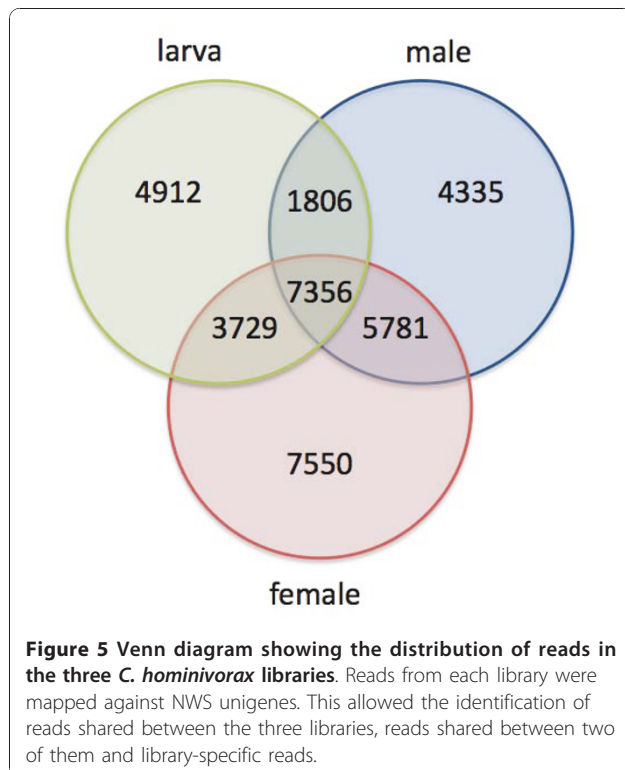 larva
male
4912
1806
4335
7356
3729
5781
7550
female
Figure 5 Venn diagram showing the distribution of reads in
the three C. hominivorax libraries. Reads from each library were
mapped against NWS unigenes. This allowed the identification of
reads shared between the three libraries, reads shared between two
of them and library-specific reads.